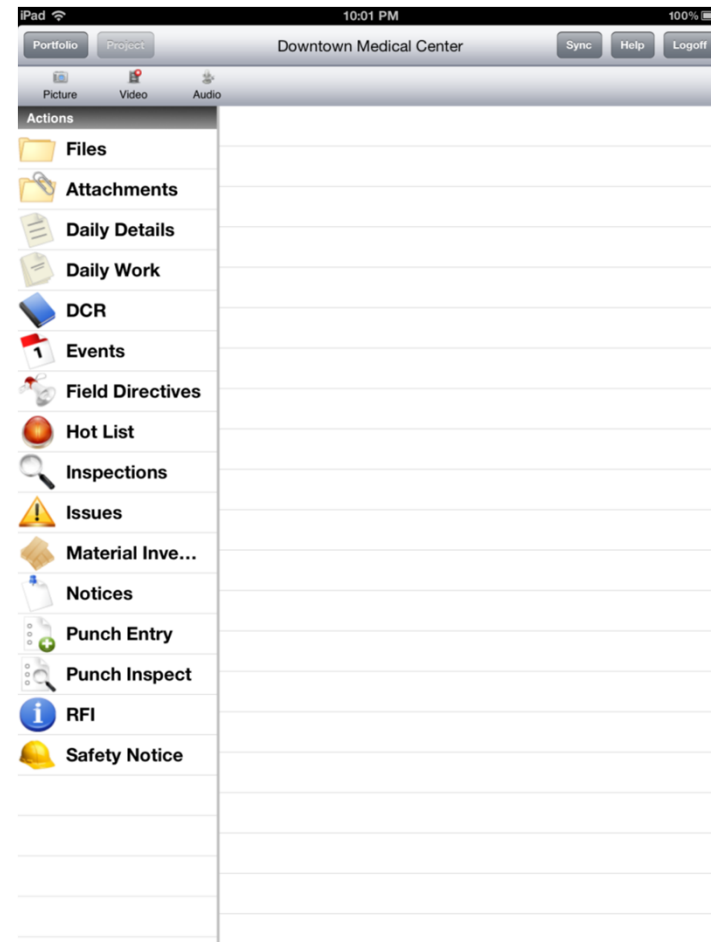 iPad 10:01 PM 100%
Portfolio Project Downtown Medical Center Sync Help Logoff
Picture Video Audio
Actions
Files
Attachments
Daily Details
Daily Work
DCR
1 Events
Field Directives
Hot List
Inspections
Issues
Material Inve...
Notices
Punch Entry
Punch Inspect
i RFI
Safety Notice